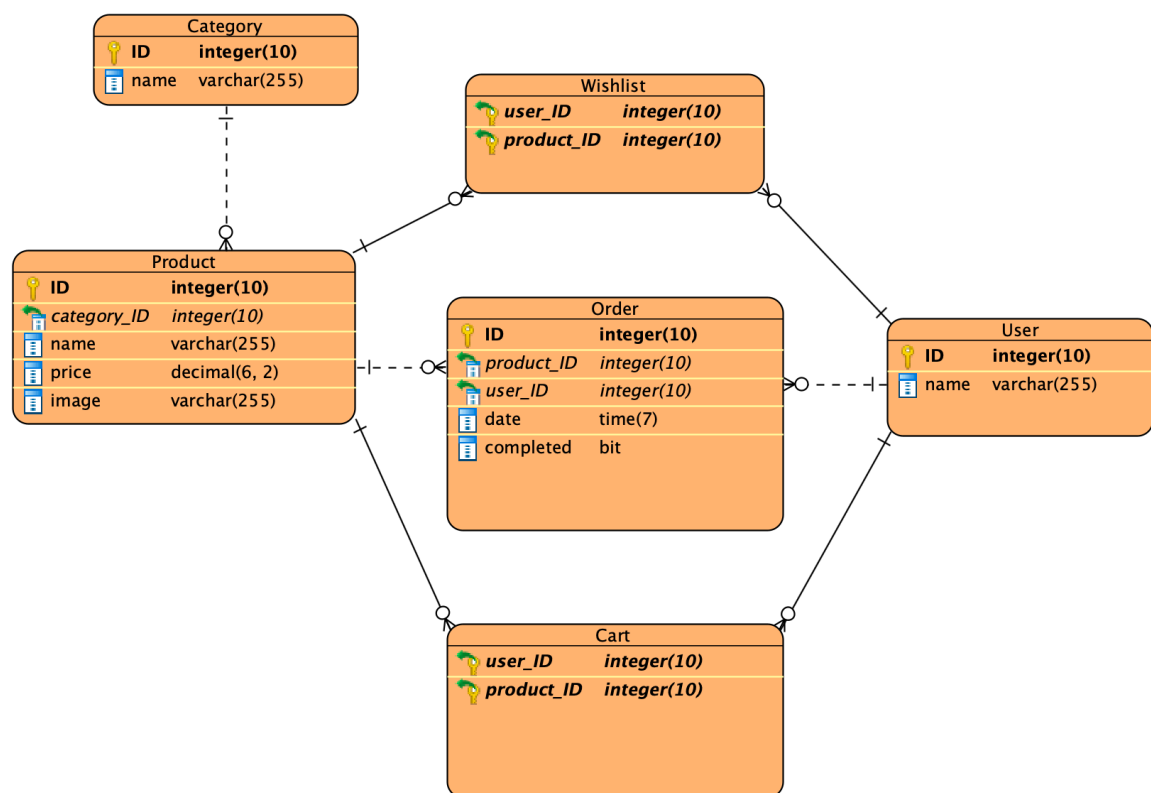 Category
ID integer(10)
name varchar(255)
Wishlist
user_ID integer(10)
product_ID integer(10)
Product
ID integer(10)
category_ID integer(10)
name varchar(255)
price decimal(6, 2)
image varchar(255)
Order
ID integer(10)
product_ID integer(10)
user_ID integer(10)
date time(7)
completed bit
User
ID integer(10)
name varchar(255)
Cart
user_ID integer(10)
product_ID integer(10)